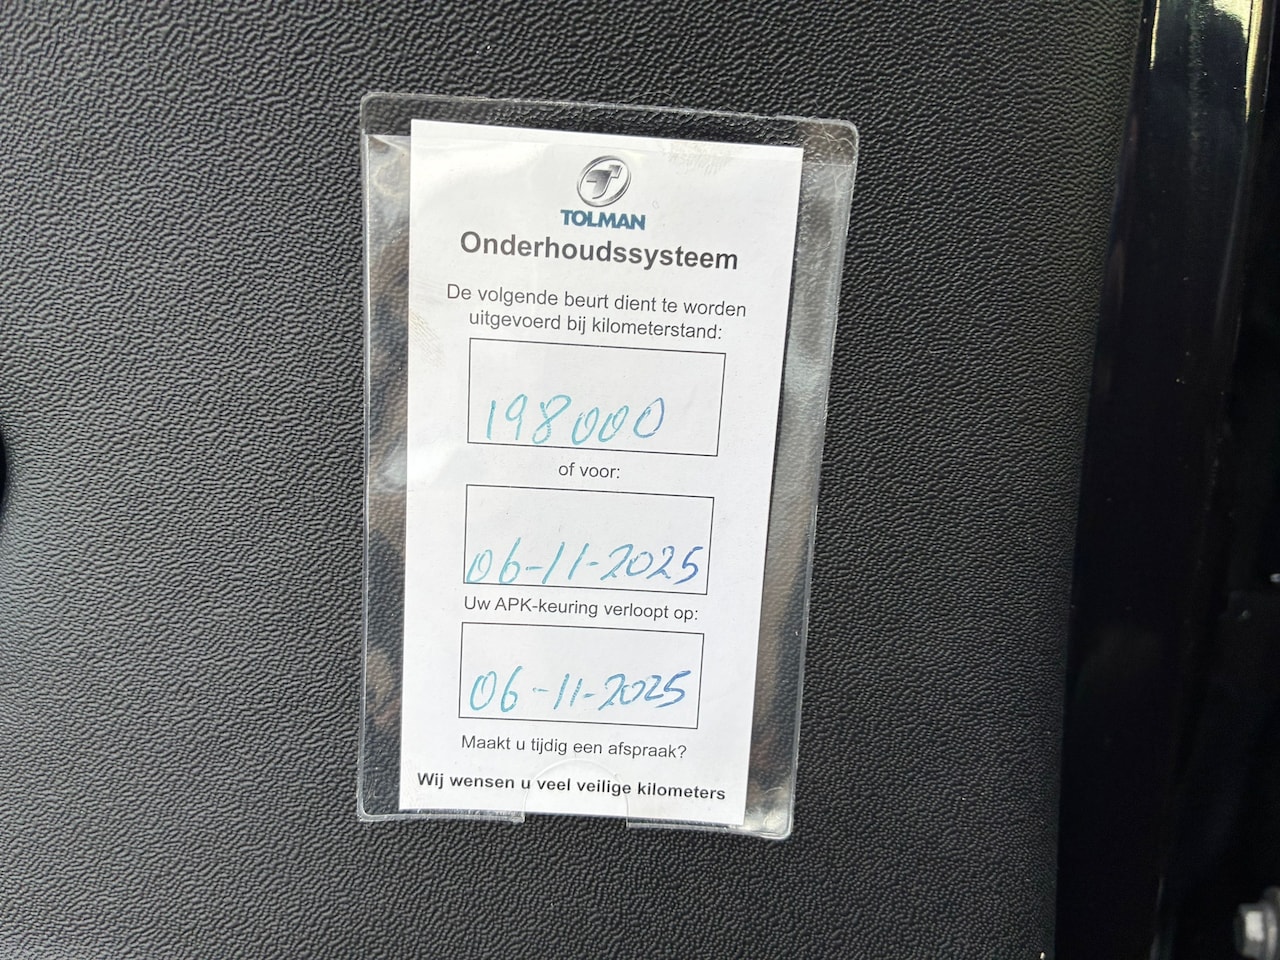 TOLMAN
Onderhoudssysteem
De volgende beurt dient te worden
uitgevoerd bij kilometerstand:
198000
of voor:
06-11-2025
Uw APK-keuring verloopt op:
06-11-2025
Maakt u tijdig een afspraak?
Wij wensen u veel veilige kilometers